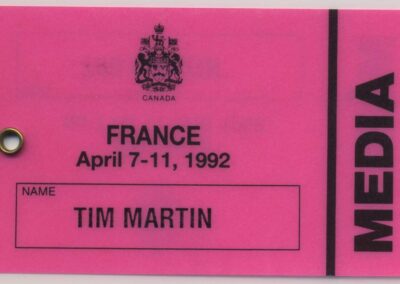 CANADA
FRANCE
April 7-11, 1992
NAME
TIM MARTIN
MEDIA